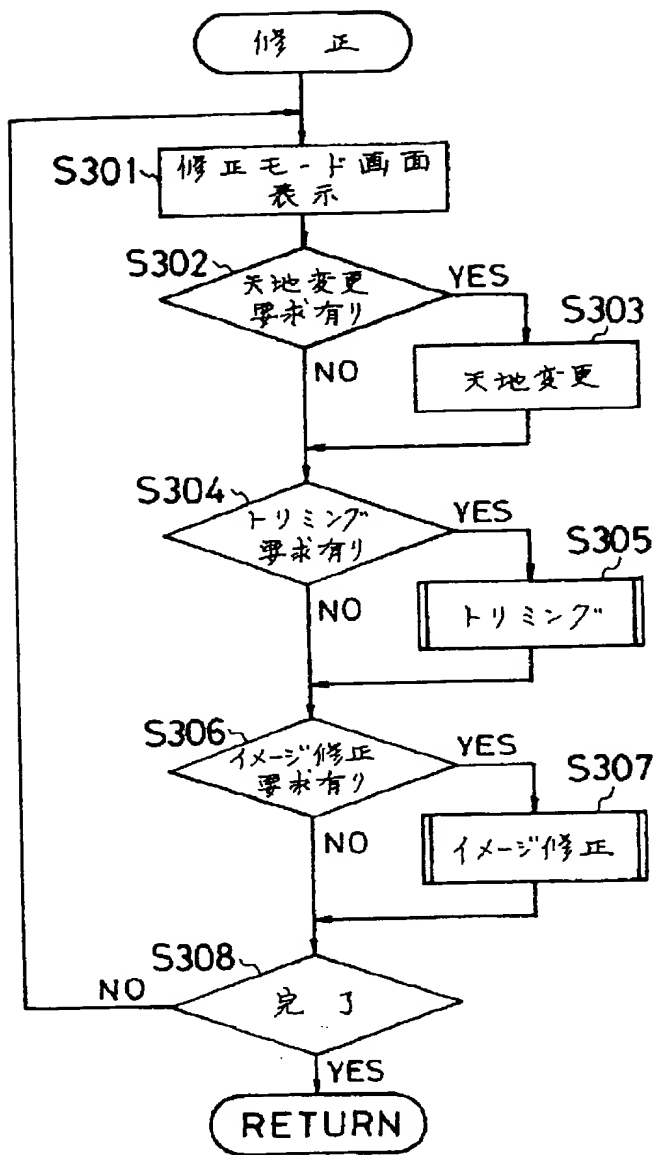 修正
S301
修正モード画面
表示
S302
天地変更
要求有り
YES
S303
天地変更
NO
S304
トリミング
要求有り
YES
S305
トリミング
NO
S306
イメージ修正
要求有り
YES
S307
イメージ修正
NO
S308
完了
NO
YES
RETURN